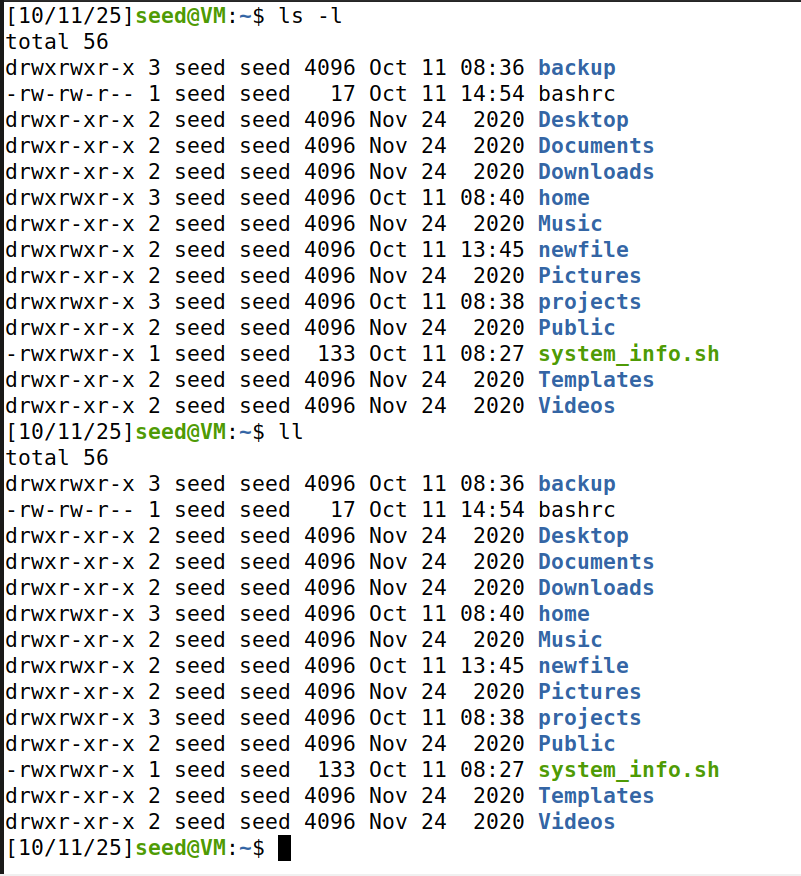 [10/11/25]seed@VM:~$ ls -l
total 56
drwxrwxr-x 3 seed seed 4096 Oct 11 08:36 backup
-rw-rw-r-- 1 seed seed   17 Oct 11 14:54 bashrc
drwxr-xr-x 2 seed seed 4096 Nov 24  2020 Desktop
drwxr-xr-x 2 seed seed 4096 Nov 24  2020 Documents
drwxr-xr-x 2 seed seed 4096 Nov 24  2020 Downloads
drwxrwxr-x 3 seed seed 4096 Oct 11 08:40 home
drwxr-xr-x 2 seed seed 4096 Nov 24  2020 Music
drwxrwxr-x 2 seed seed 4096 Oct 11 13:45 newfile
drwxr-xr-x 2 seed seed 4096 Nov 24  2020 Pictures
drwxrwxr-x 3 seed seed 4096 Oct 11 08:38 projects
drwxr-xr-x 2 seed seed 4096 Nov 24  2020 Public
-rwxrwxr-x 1 seed seed  133 Oct 11 08:27 system_info.sh
drwxr-xr-x 2 seed seed 4096 Nov 24  2020 Templates
drwxr-xr-x 2 seed seed 4096 Nov 24  2020 Videos
[10/11/25]seed@VM:~$ ll
total 56
drwxrwxr-x 3 seed seed 4096 Oct 11 08:36 backup
-rw-rw-r-- 1 seed seed   17 Oct 11 14:54 bashrc
drwxr-xr-x 2 seed seed 4096 Nov 24  2020 Desktop
drwxr-xr-x 2 seed seed 4096 Nov 24  2020 Documents
drwxr-xr-x 2 seed seed 4096 Nov 24  2020 Downloads
drwxrwxr-x 3 seed seed 4096 Oct 11 08:40 home
drwxr-xr-x 2 seed seed 4096 Nov 24  2020 Music
drwxrwxr-x 2 seed seed 4096 Oct 11 13:45 newfile
drwxr-xr-x 2 seed seed 4096 Nov 24  2020 Pictures
drwxrwxr-x 3 seed seed 4096 Oct 11 08:38 projects
drwxr-xr-x 2 seed seed 4096 Nov 24  2020 Public
-rwxrwxr-x 1 seed seed  133 Oct 11 08:27 system_info.sh
drwxr-xr-x 2 seed seed 4096 Nov 24  2020 Templates
drwxr-xr-x 2 seed seed 4096 Nov 24  2020 Videos
[10/11/25]seed@VM:~$